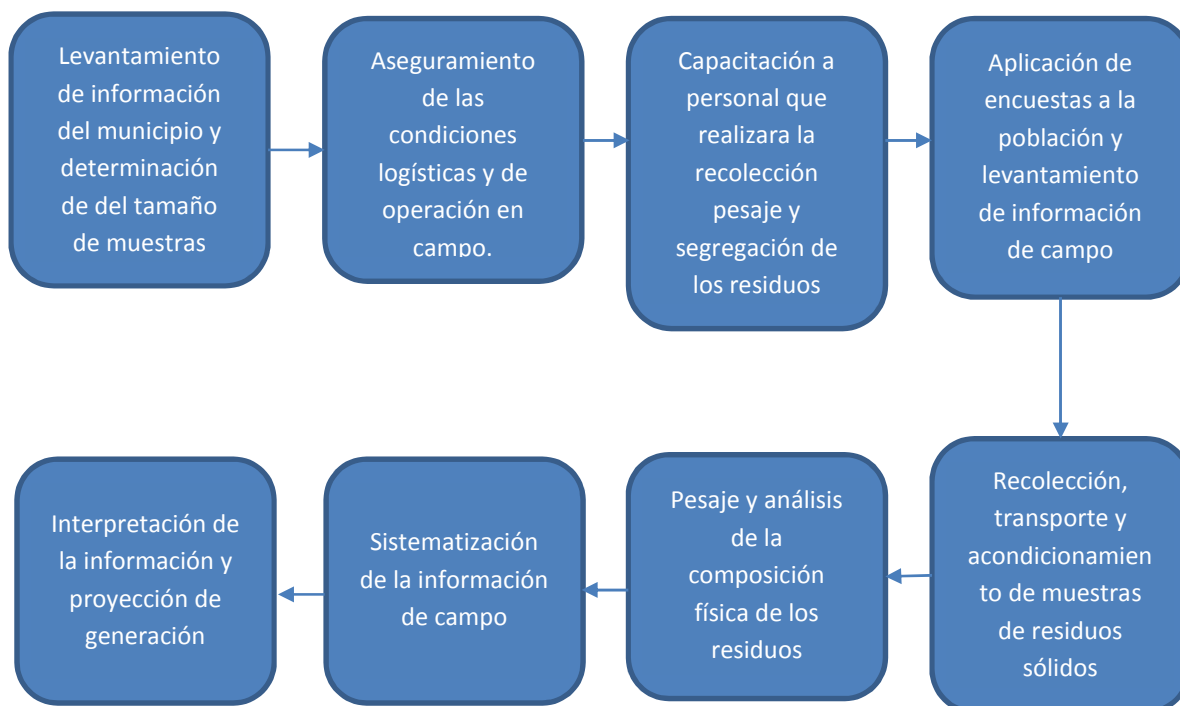 Levantamiento
de información
del municipio y
determinación
de del tamaño
de muestras
Aseguramiento
de las
condiciones
logísticas y de
operación en
campo.
Capacitación a
personal que
realizara la
recolección
pesaje y
segregación de
los residuos
Aplicación de
encuestas a la
población y
levantamiento
de información
de campo
Recolección,
transporte y
acondicionamien
to de muestras
de residuos
sólidos
Pesaje y análisis
de la
composición
física de los
residuos
Sistematización
de la información
de campo
Interpretación de
la información y
proyección de
generación